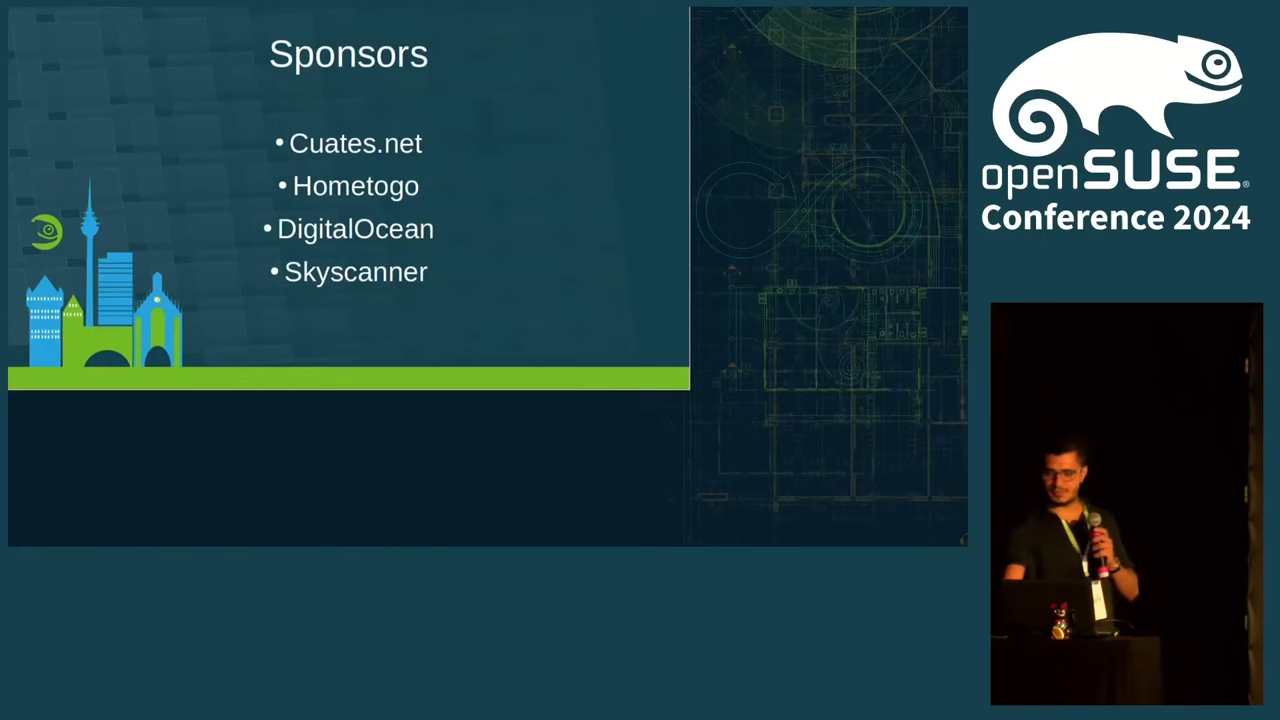 Sponsors
• Cuates.net
• Hometogo
• DigitalOcean
• Skyscanner
openSUSE®
Conference 2024